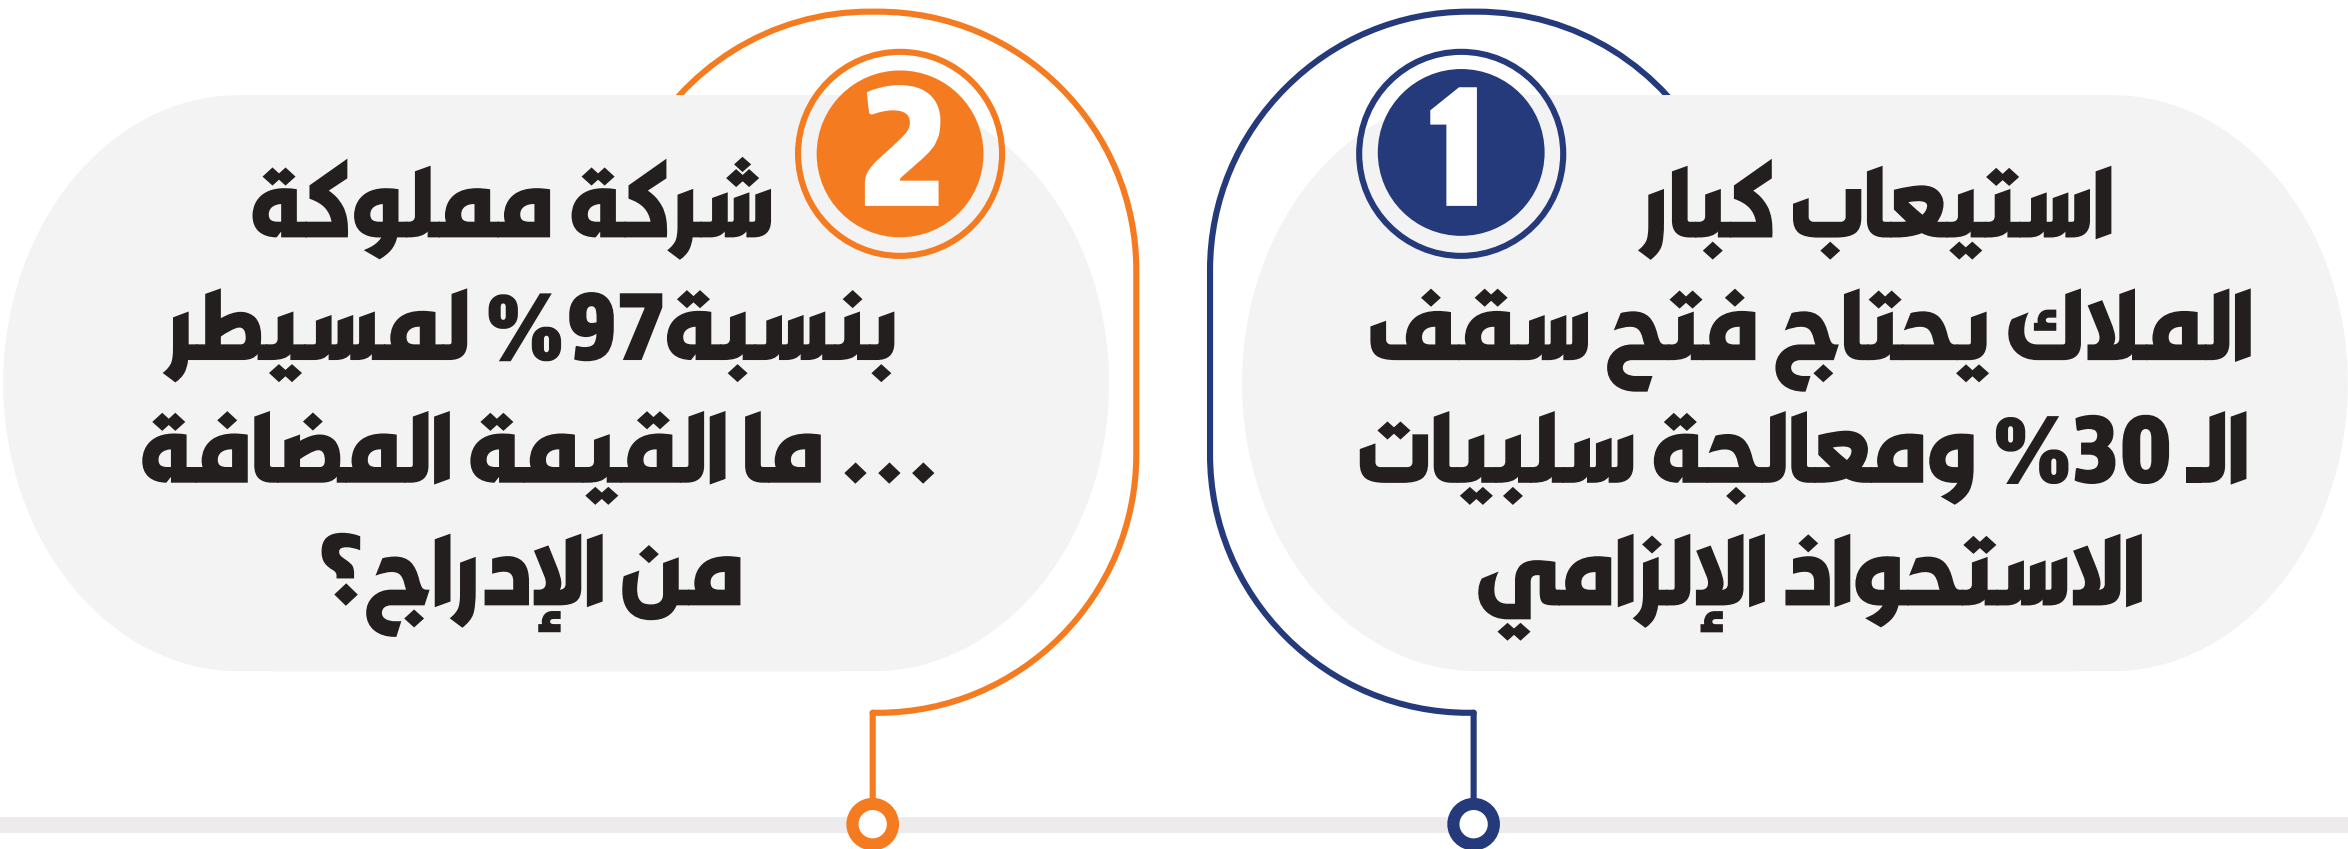 1
استيعاب كبار
الملاك يحتاج فتح سقف
الـ 30% ومعالجة سلبيات
الاستحواذ الإلزامي
2
شركة مملوكة
بنسبة97% لمسيطر
... ما القيمة المضافة
من الإدراج؟